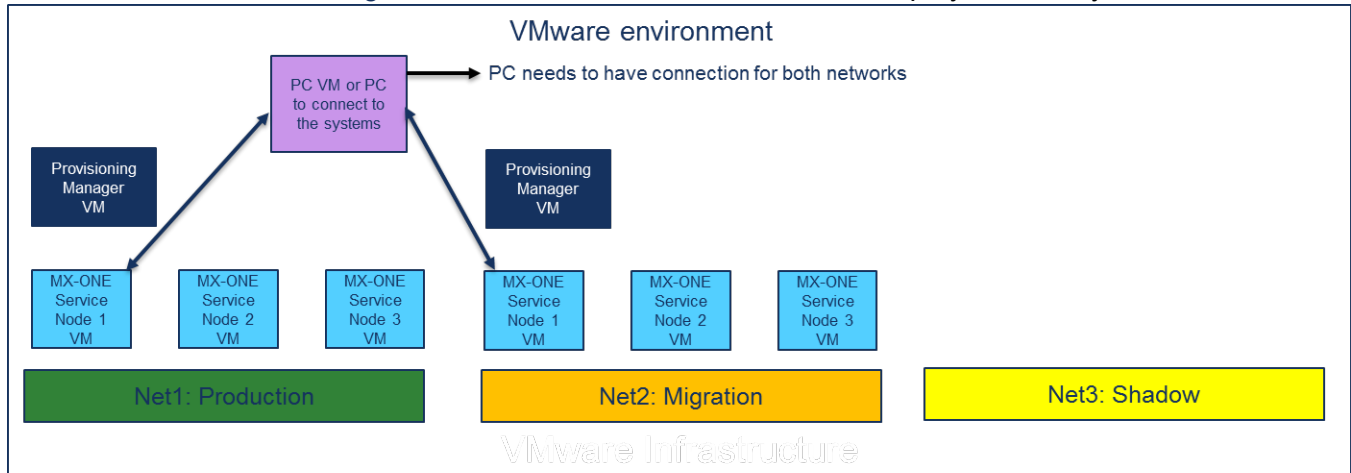 VMware environment
PC VM or PC
to connect to
the systems
PC needs to have connection for both networks
Provisioning
Manager
VM
Provisioning
Manager
VM
MX-ONE
Service
Node 1
VM
MX-ONE
Service
Node 2
VM
MX-ONE
Service
Node 3
VM
MX-ONE
Service
Node 1
VM
MX-ONE
Service
Node 2
VM
MX-ONE
Service
Node 3
VM
Net1: Production
Net2: Migration
Net3: Shadow
VMware Infrastructure